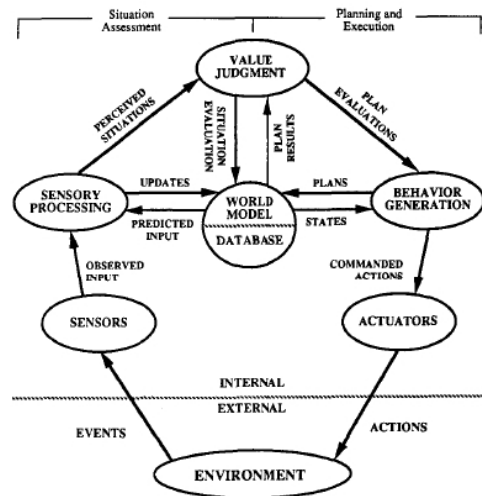 Situation
Assessment
Planning and
Execution
VALUE
JUDGMENT
PERCEIVED
SITUATIONS
SITUATION
EVALUATION
PLAN
RESULTS
PLAN
EVALUATIONS
SENSORY
PROCESSING
UPDATES
PREDICTED
INPUT
WORLD
MODEL
DATABASE
PLANS
STATES
BEHAVIOR
GENERATION
OBSERVED
INPUT
COMMANDED
ACTIONS
SENSORS
ACTUATORS
INTERNAL
EXTERNAL
EVENTS
ACTIONS
ENVIRONMENT